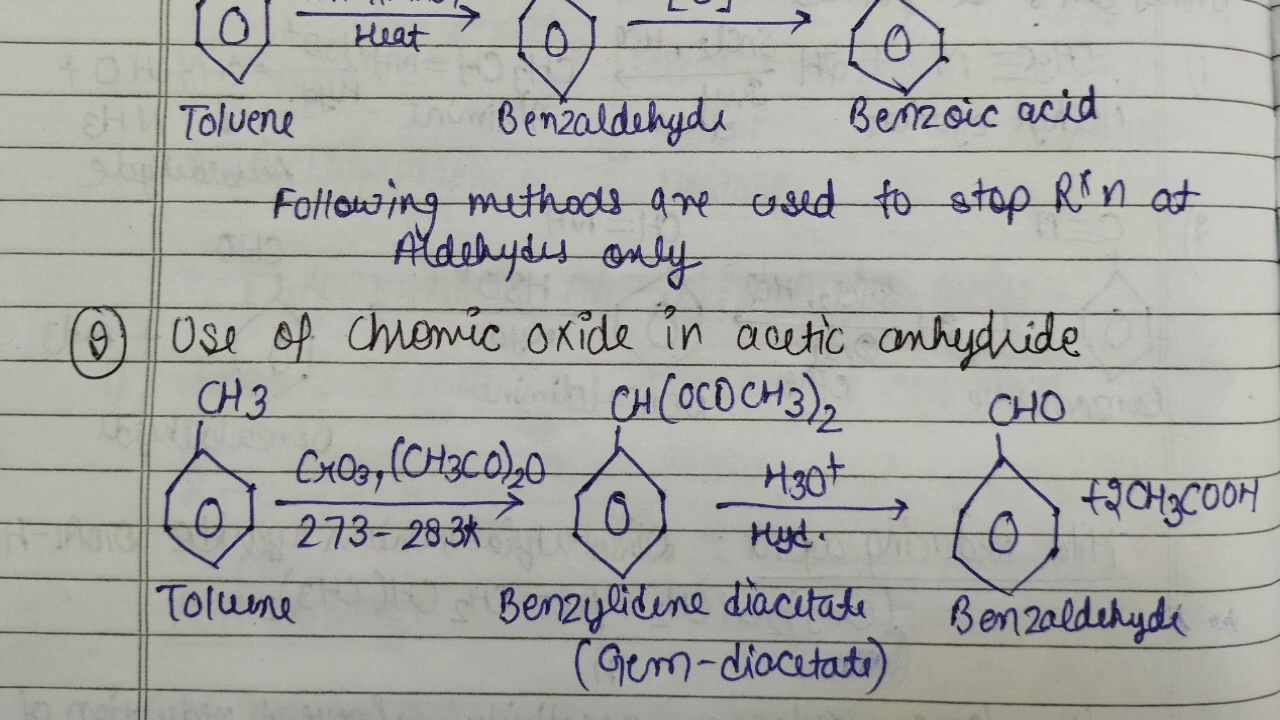 Heat
Toluene Benzaldehyde Benzoic acid
Following methods are used to stop Rxn at
Aldehydes only
Use of chromic oxide in acetic anhydride
CH3 CH(OCOCH3)2 CHO
CrO3, (CH3CO)2O H3O+
273-283k Hyd. +2CH3COOH
Toluene Benzylidene diacetate Benzaldehyde
(Gem-diacetate)